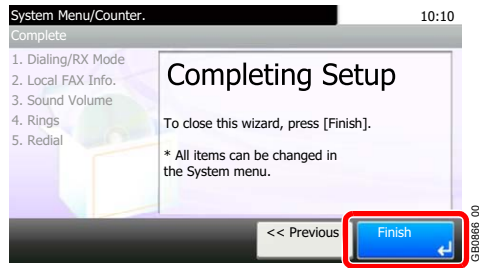 System Menu/Counter.
10:10
Complete
1. Dialing/RX Mode
2. Local FAX Info.
3. Sound Volume
4. Rings
5. Redial
Completing Setup
To close this wizard, press [Finish].
* All items can be changed in
the System menu.
<< Previous
Finish
GB0866_00